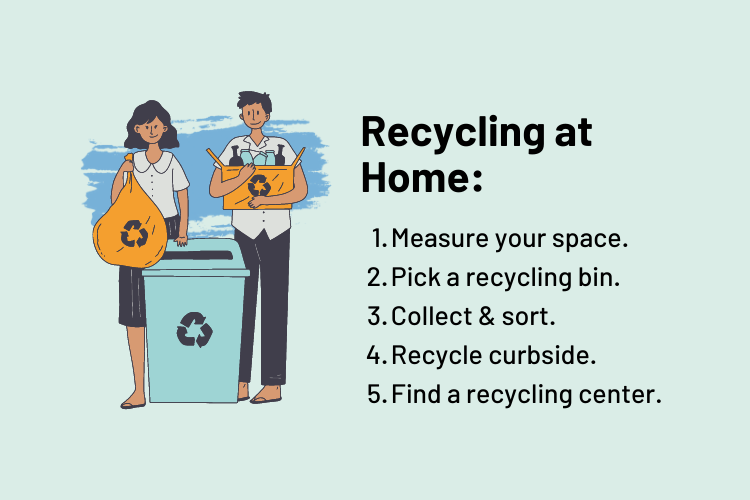 Recycling at
Home:
1. Measure your space.
2. Pick a recycling bin.
3. Collect & sort.
4. Recycle curbside.
5. Find a recycling center.